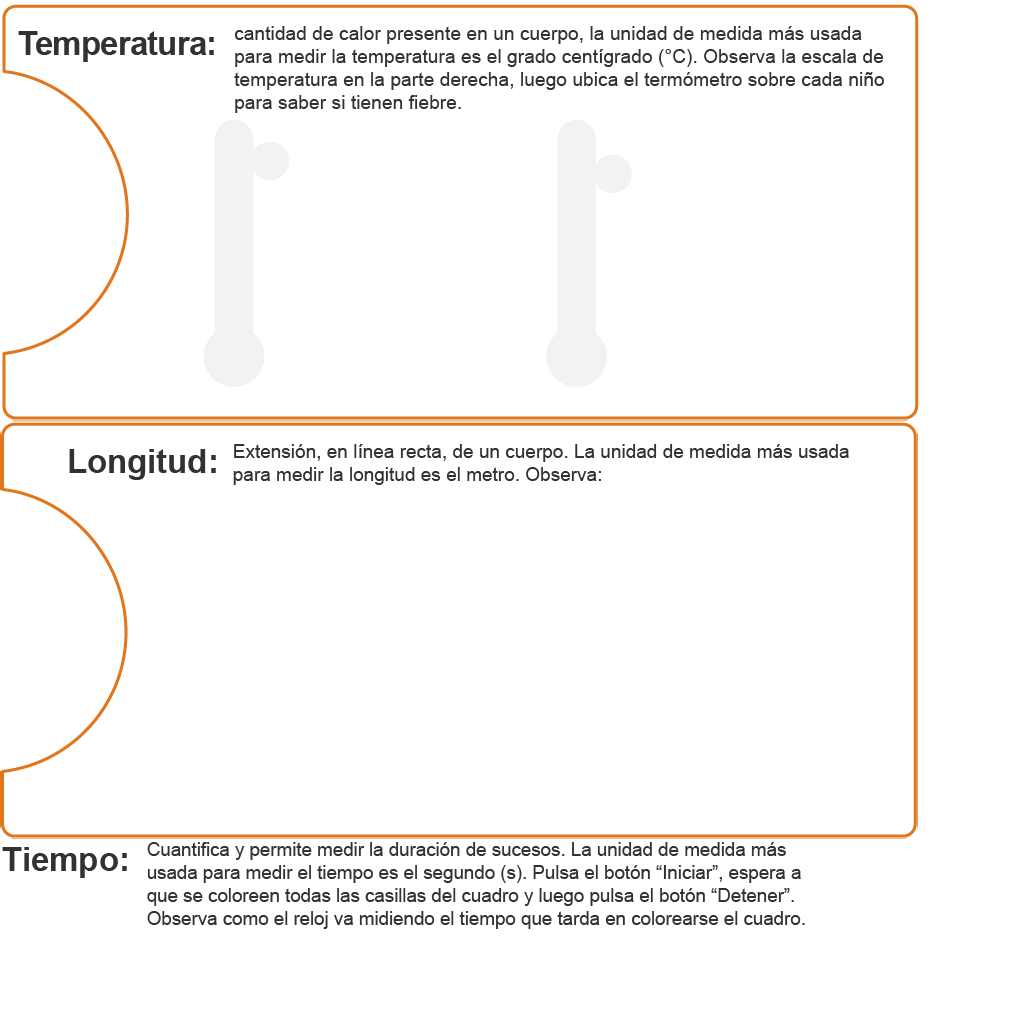 Temperatura:
cantidad de calor presente en un cuerpo, la unidad de medida más usada
para medir la temperatura es el grado centígrado (°C). Observa la escala de
temperatura en la parte derecha, luego ubica el termómetro sobre cada niño
para saber si tienen fiebre.
Longitud:
Extensión, en línea recta, de un cuerpo. La unidad de medida más usada
para medir la longitud es el metro. Observa:
Tiempo:
Cuantifica y permite medir la duración de sucesos. La unidad de medida más
usada para medir el tiempo es el segundo (s). Pulsa el botón “Iniciar”, espera a
que se coloreen todas las casillas del cuadro y luego pulsa el botón “Detener”.
Observa como el reloj va midiendo el tiempo que tarda en colorearse el cuadro.